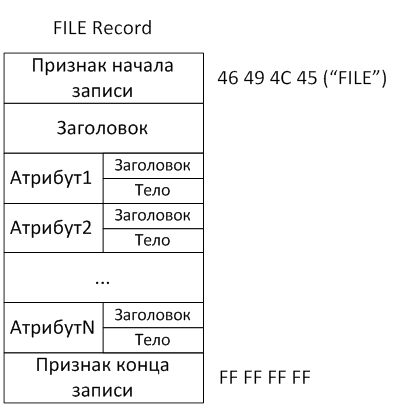 FILE Record
Признак начала
записи
46 49 4C 45 (“FILE”)
Заголовок
Атрибут1
Заголовок
Тело
Атрибут2
Заголовок
Тело
...
АтрибутN
Заголовок
Тело
Признак конца
записи
FF FF FF FF